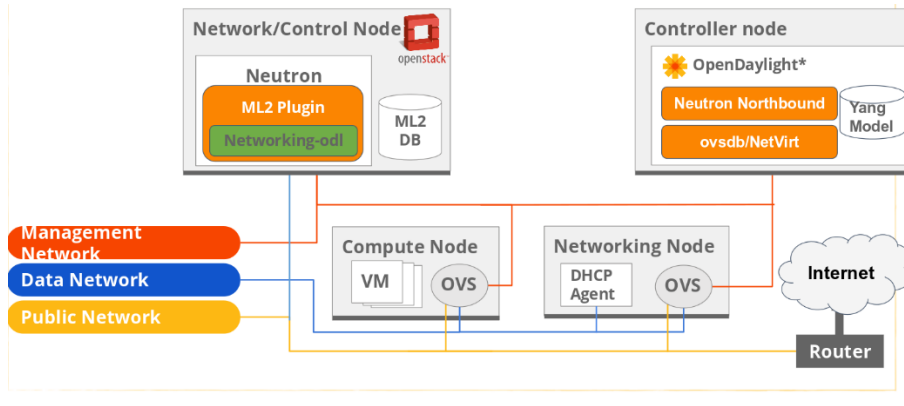 Network/Control Node
openstack
Neutron
ML2 Plugin
Networking-odl
ML2
DB
Controller node
OpenDaylight*
Neutron Northbound
ovsdb/NetVirt
Yang
Model
Management
Network
Data Network
Public Network
Compute Node
VM
OVS
Networking Node
DHCP
Agent
OVS
Internet
Router